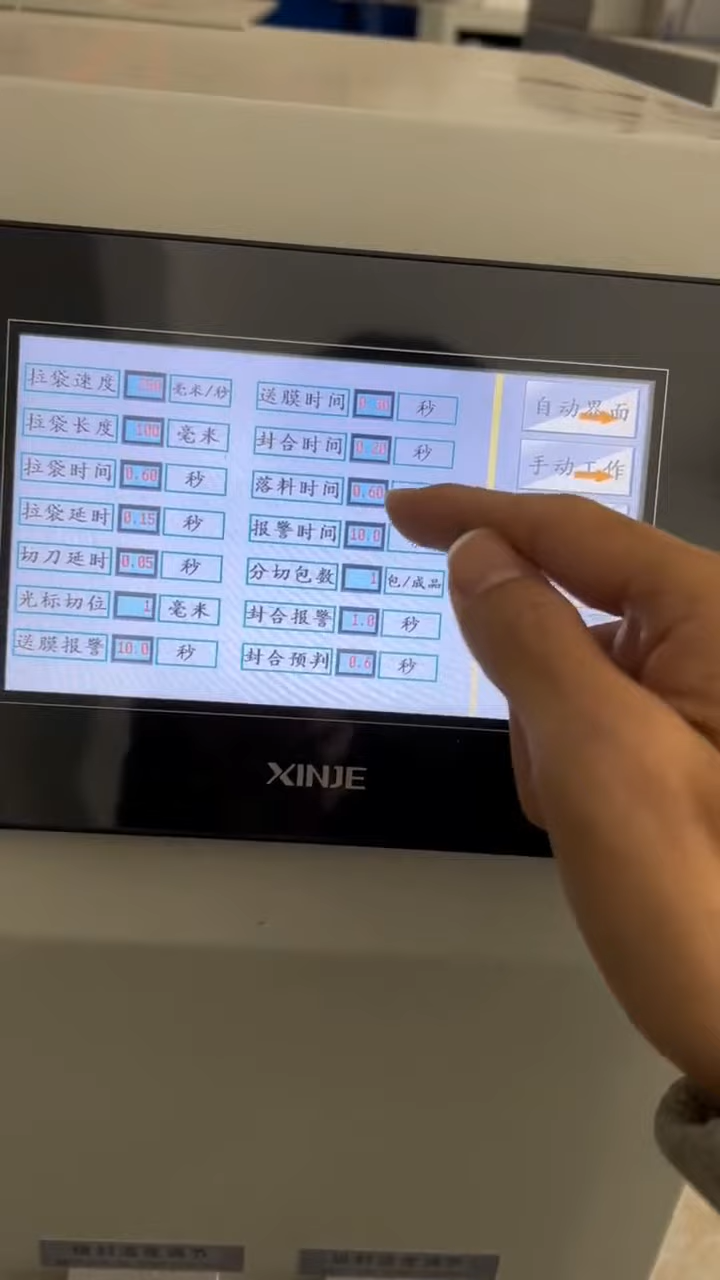 拉袋速度 毫米/秒
拉袋长度 100 毫米
拉袋时间 0.60 秒
拉袋延时 0.15 秒
切刀延时 0.05 秒
光标切位 1 毫米
送膜报警 10.0 秒
送膜时间 秒
封合时间 0.20 秒
落料时间 0.60
报警时间 10.0
分切包数 1 包/成品
封合报警 1.0 秒
封合预判 0.6 秒
自动界面
手动工作
XINJE